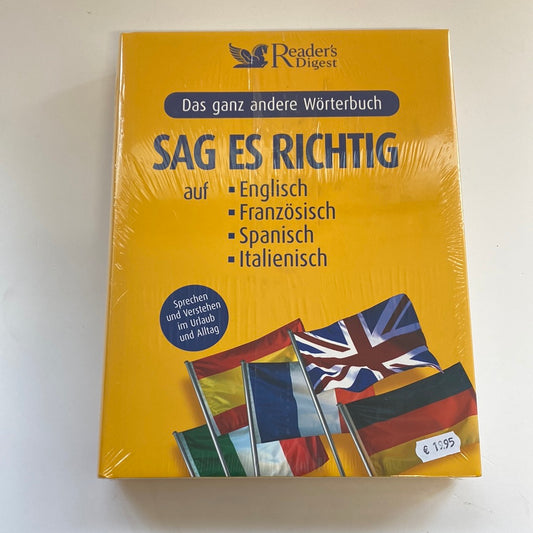 Reader's
Digest
Das ganz andere Wörterbuch
SAG ES RICHTIG
auf ▪ Englisch
▪ Französisch
▪ Spanisch
▪ Italienisch
Sprechen
und Verstehen
im Urlaub
und Alltag
€ 19.95